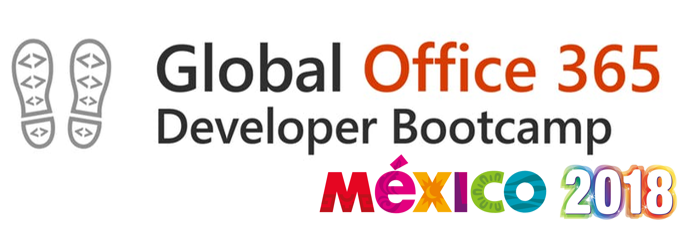 Global Office 365
Developer Bootcamp
méxico 2018